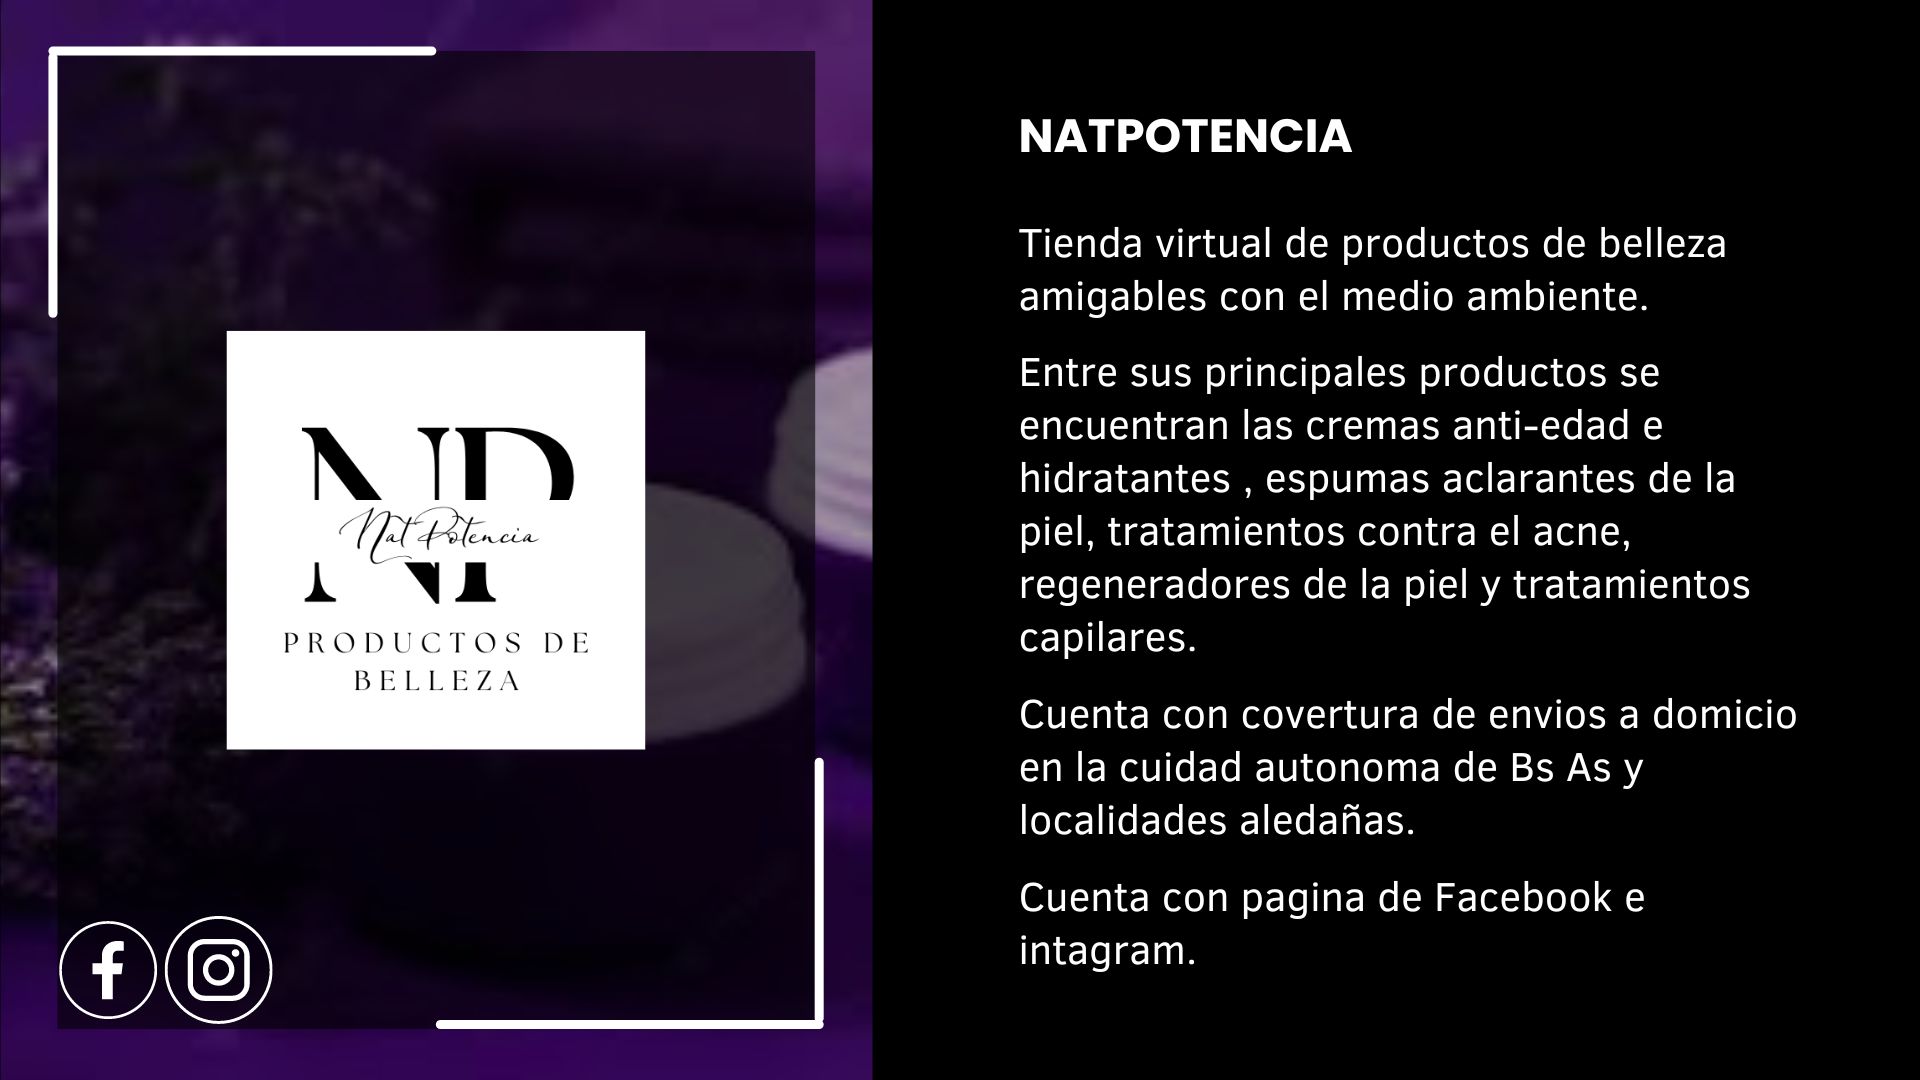 NP
Nat Potencia
PRODUCTOS DE
BELLEZA
NATPOTENCIA
Tienda virtual de productos de belleza
amigables con el medio ambiente.
Entre sus principales productos se
encuentran las cremas anti-edad e
hidratantes , espumas aclarantes de la
piel, tratamientos contra el acne,
regeneradores de la piel y tratamientos
capilares.
Cuenta con covertura de envios a domicio
en la cuidad autonoma de Bs As y
localidades aledañas.
Cuenta con pagina de Facebook e
intagram.